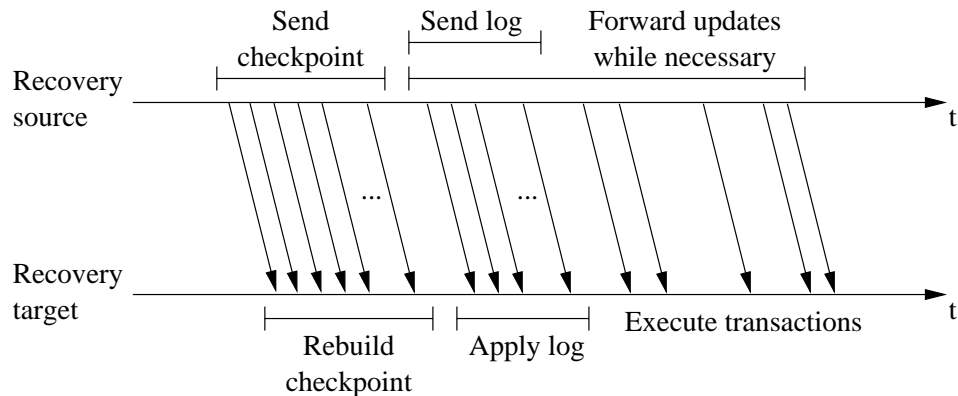 Send
checkpoint
Send log
Forward updates
while necessary
Recovery
source
t
...
...
Recovery
target
t
Rebuild
checkpoint
Apply log
Execute transactions